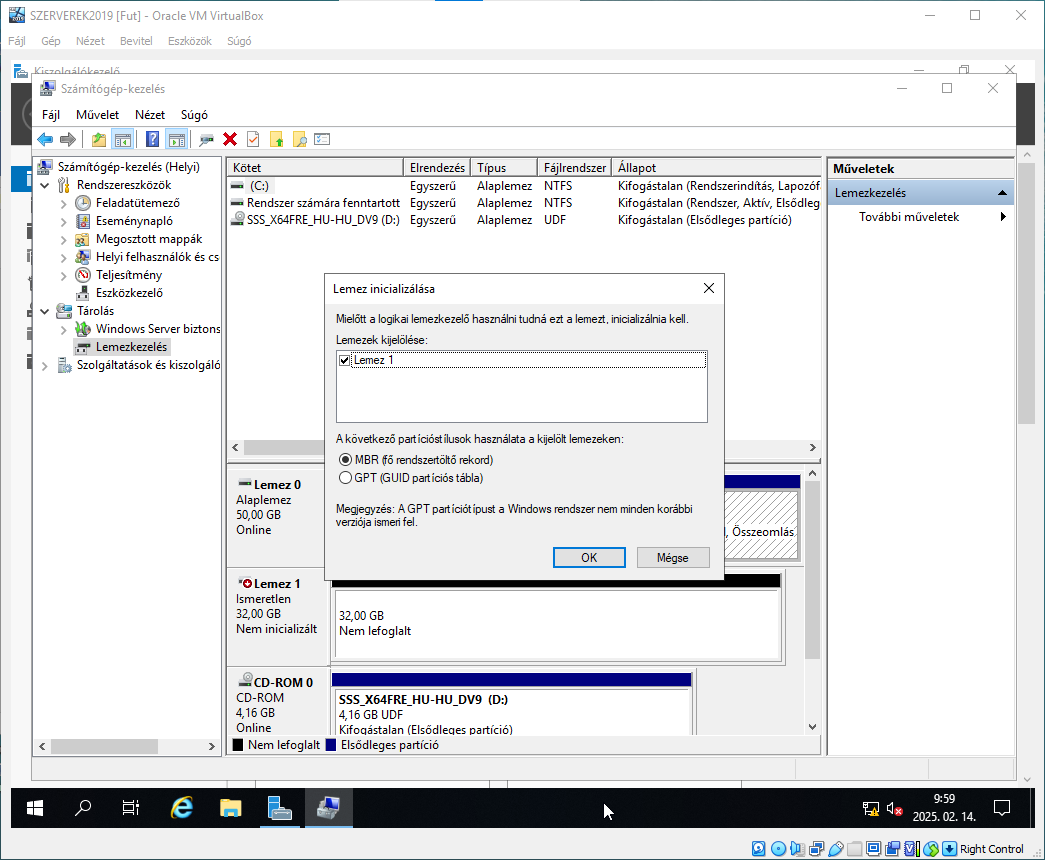 SZERVEREK2019 [Fut] - Oracle VM VirtualBox
Fájl Gép Nézet Bevitel Eszközök Súgó
Kiszolgálókezelő
Számítógép-kezelés
Fájl Művelet Nézet Súgó
Számítógép-kezelés (Helyi)
Rendszereszközök
Feladatütemező
Eseménynapló
Megosztott mappák
Helyi felhasználók és cs
Teljesítmény
Eszközkezelő
Tárolás
Windows Server biztons
Lemezkezelés
Szolgáltatások és kiszolgáló
Kötet Elrendezés Típus Fájlrendszer Állapot
(C:) Egyszerű Alaplemez NTFS Kifogástalan (Rendszerindítás, Lapozóf
Rendszer számára fenntartott Egyszerű Alaplemez NTFS Kifogástalan (Rendszer, Aktív, Elsődleg
SSS_X64FRE_HU-HU_DV9 (D:) Egyszerű Alaplemez UDF Kifogástalan (Elsődleges partíció)
Műveletek
Lemezkezelés
További műveletek
Lemez inicializálása
Mielőtt a logikai lemezkezelő használni tudná ezt a lemezt, inicializálnia kell.
Lemezek kijelölése:
Lemez 1
A következő partícióstílusok használata a kijelölt lemezeken:
MBR (fő rendszertöltő rekord)
GPT (GUID partíciós tábla)
Megjegyzés: A GPT partíciótípust a Windows rendszer nem minden korábbi
verziója ismeri fel.
OK Mégse
Lemez 0
Alaplemez
50,00 GB
Online
, Összeomlás
Lemez 1
Ismeretlen
32,00 GB
Nem inicializált
32,00 GB
Nem lefoglalt
CD-ROM 0
CD-ROM
4,16 GB
Online
SSS_X64FRE_HU-HU_DV9 (D:)
4,16 GB UDF
Kifogástalan (Elsődleges partíció)
Nem lefoglalt Elsődleges partíció
9:59
2025. 02. 14.
Right Control